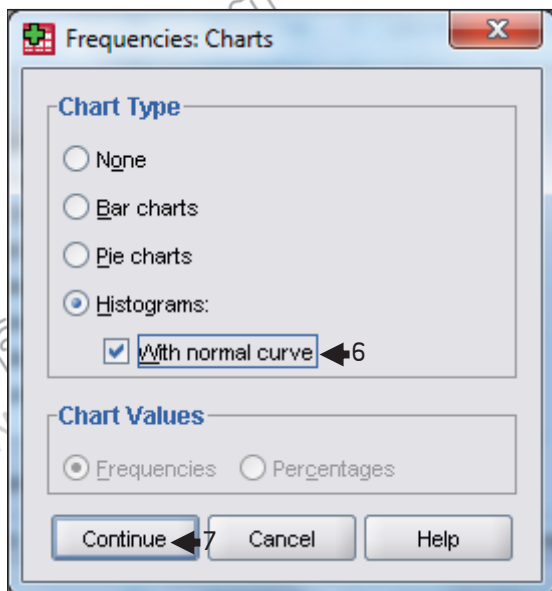 Frequencies: Charts
Chart Type
None
Bar charts
Pie charts
Histograms:
With normal curve 6
Chart Values
Frequencies Percentages
Continue 7 Cancel Help